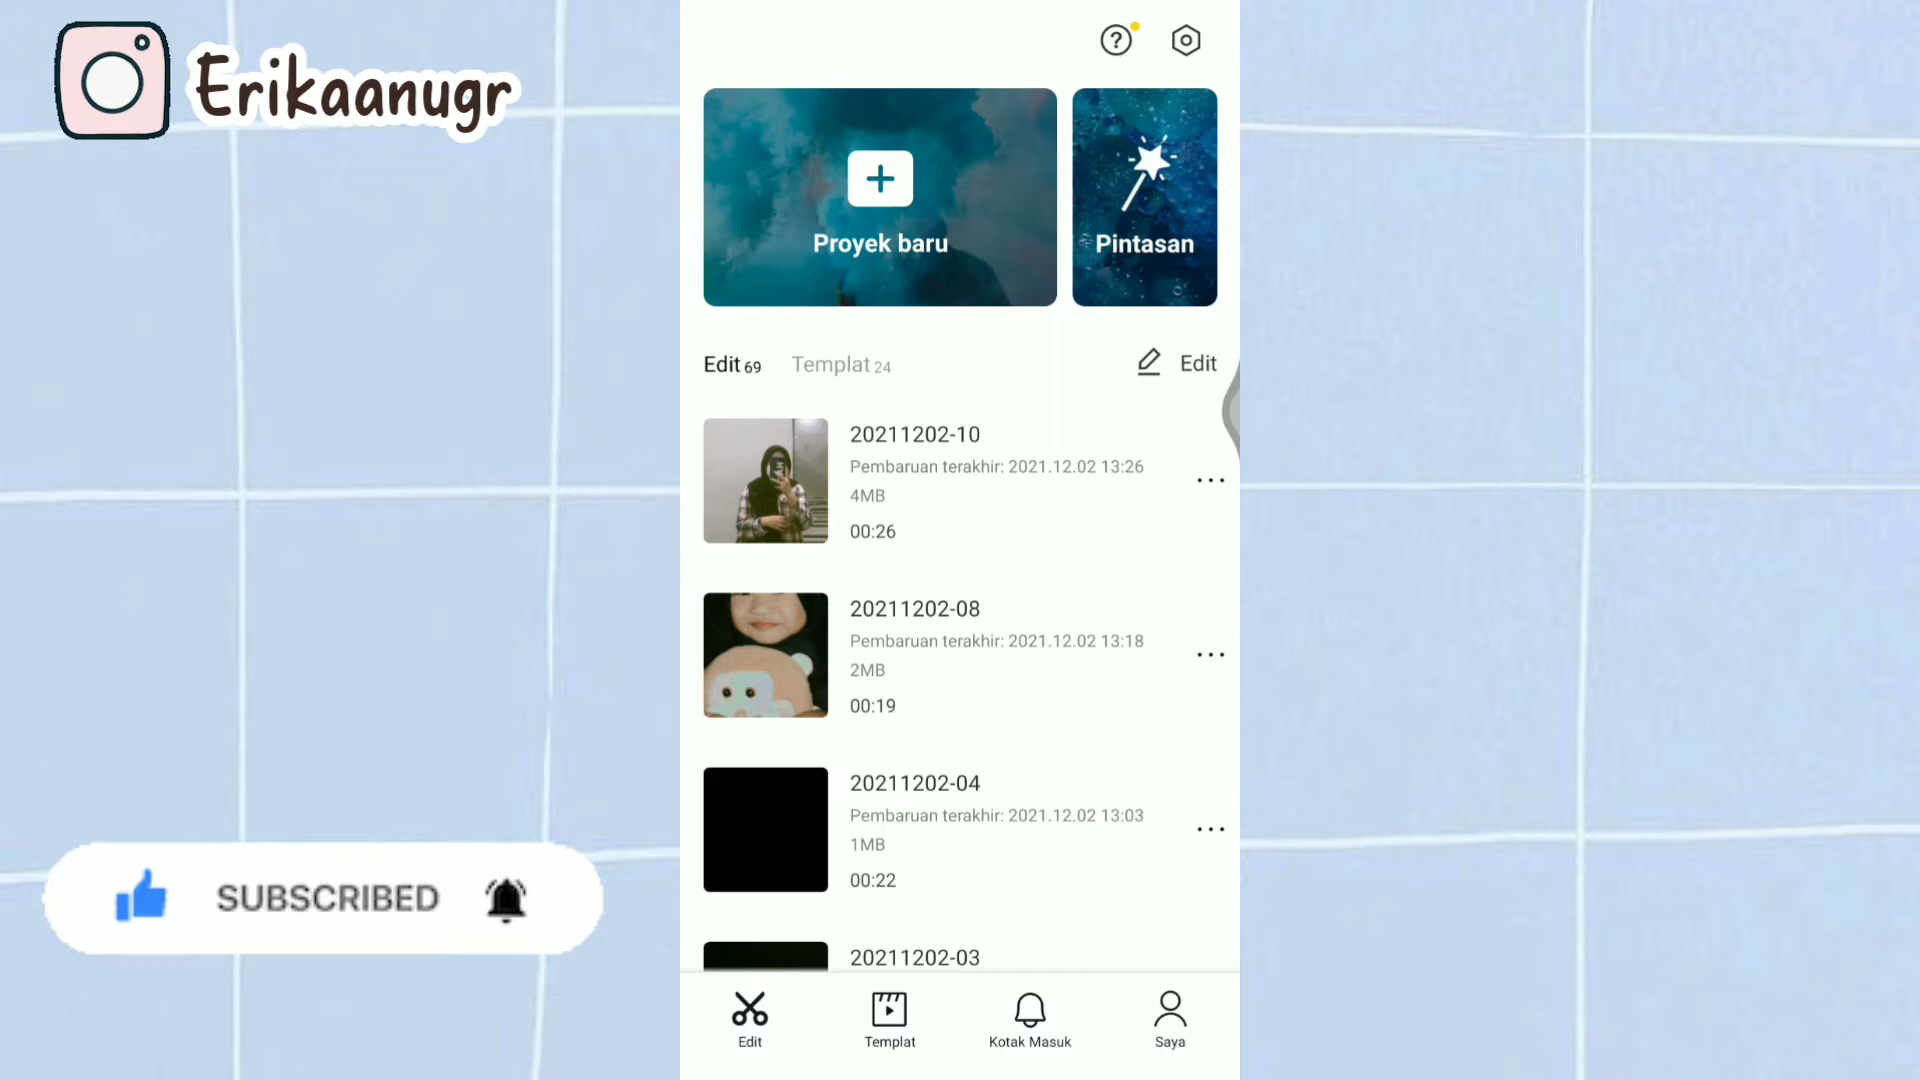 Erikaanugr
Proyek baru
Pintasan
Edit 69
Templat 24
Edit
20211202-10
Pembaruan terakhir: 2021.12.02 13:26
4MB
00:26
20211202-08
Pembaruan terakhir: 2021.12.02 13:18
2MB
00:19
20211202-04
Pembaruan terakhir: 2021.12.02 13:03
1MB
00:22
20211202-03
SUBSCRIBED
Edit
Templat
Kotak Masuk
Saya